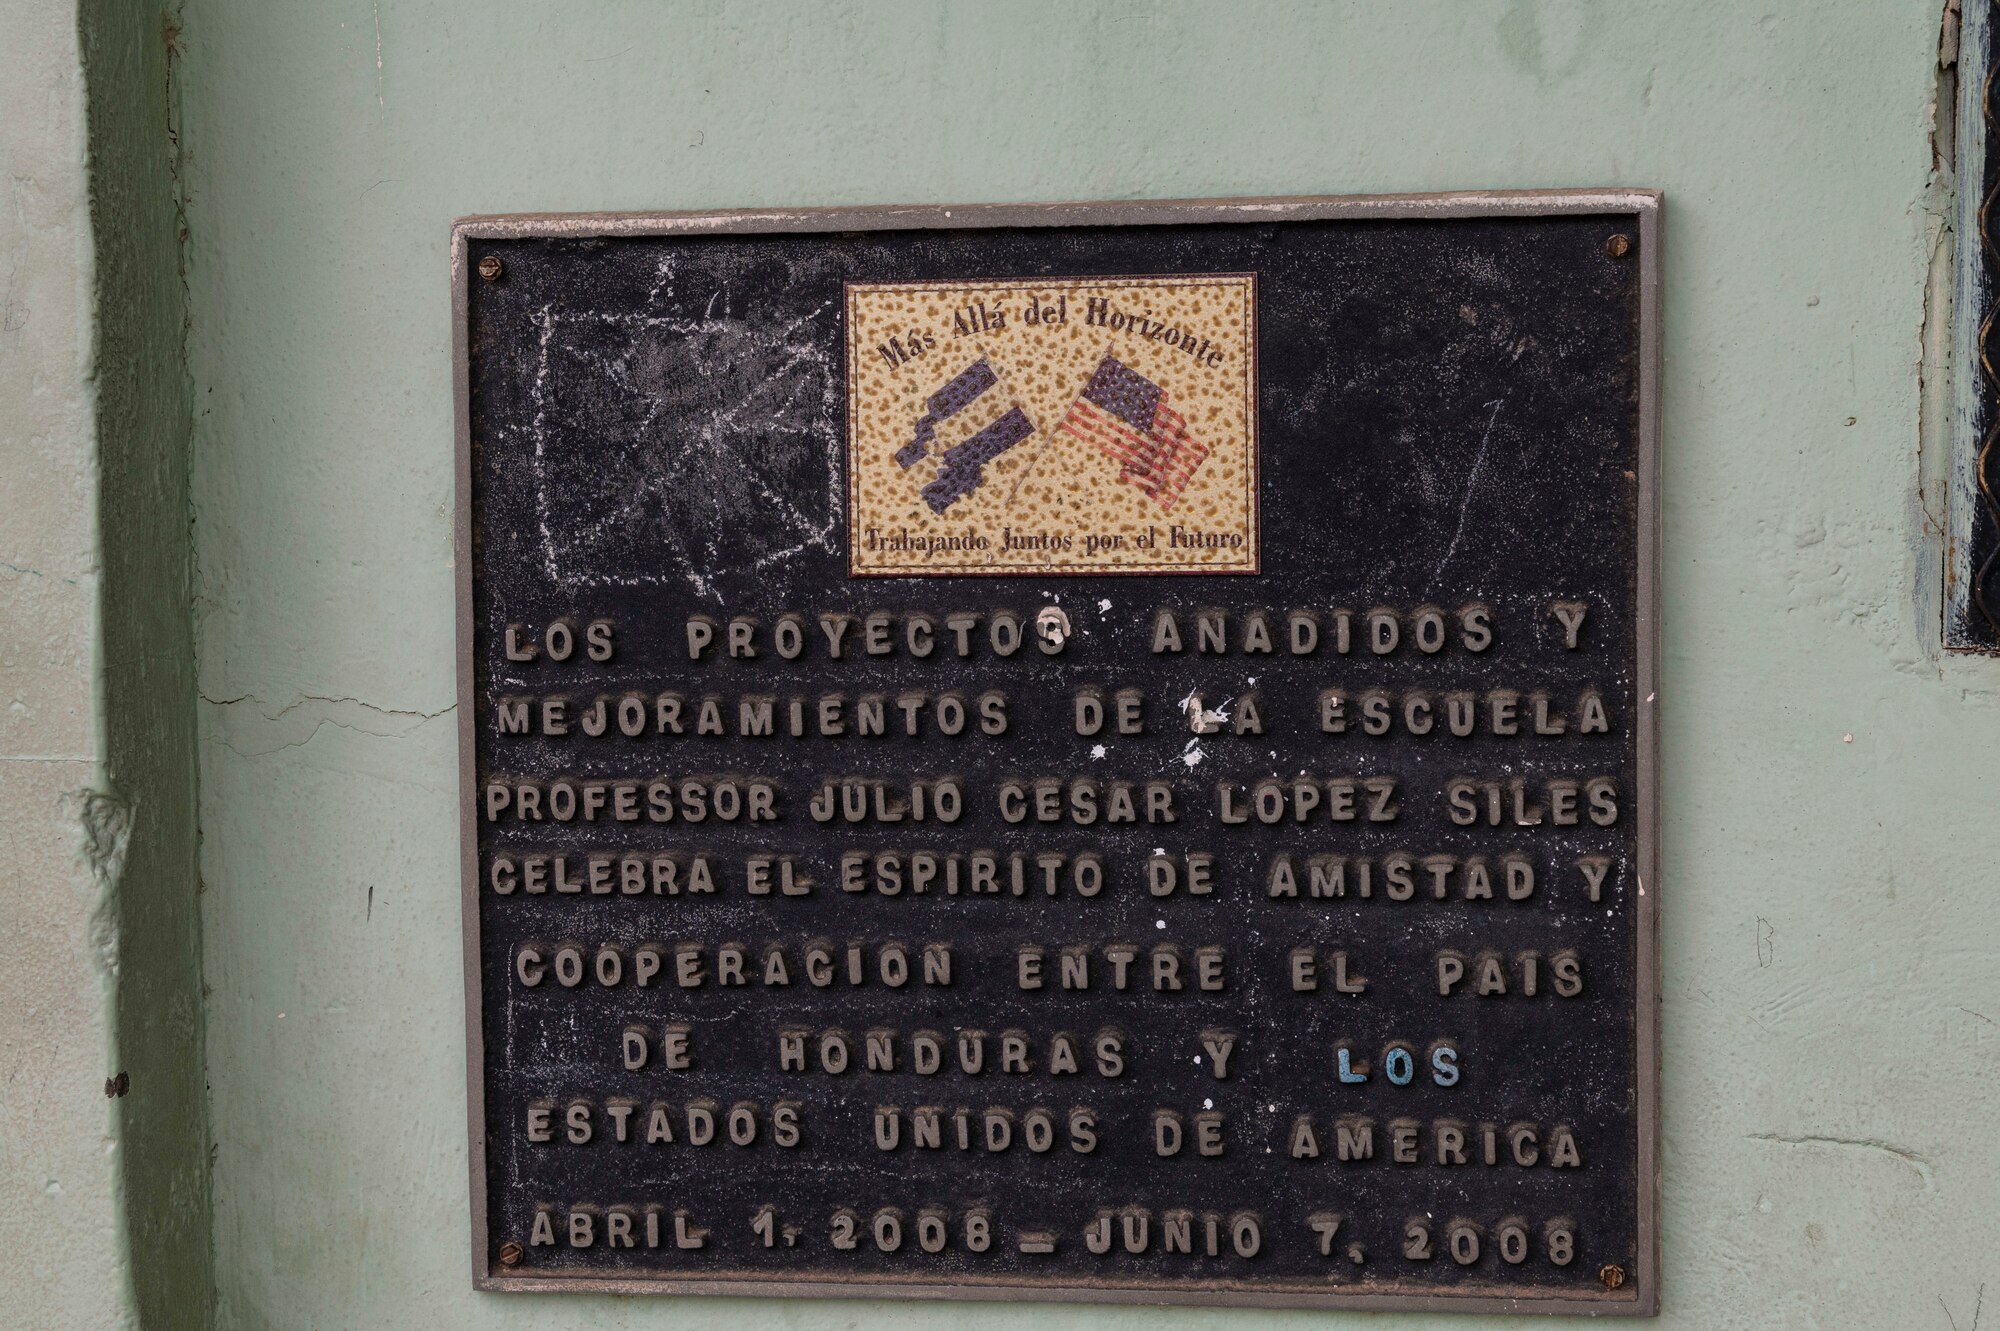 Más Allá del Horizonte
Trabajando Juntos por el Futuro
LOS PROYECTOS ANADIDOS Y
MEJORAMIENTOS DE LA ESCUELA
PROFESSOR JULIO CESAR LOPEZ SILES
CELEBRA EL ESPIRITO DE AMISTAD Y
COOPERACION ENTRE EL PAIS
DE HONDURAS Y LOS
ESTADOS UNIDOS DE AMERICA
ABRIL 1, 2008 – JUNIO 7, 2008